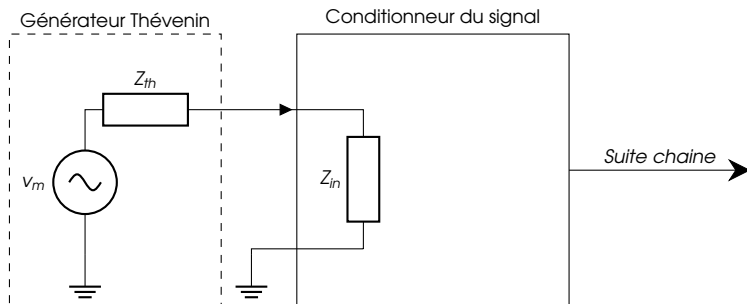 Générateur Thévenin
Conditionneur du signal
Z_th
v_m
Z_in
Suite chaine